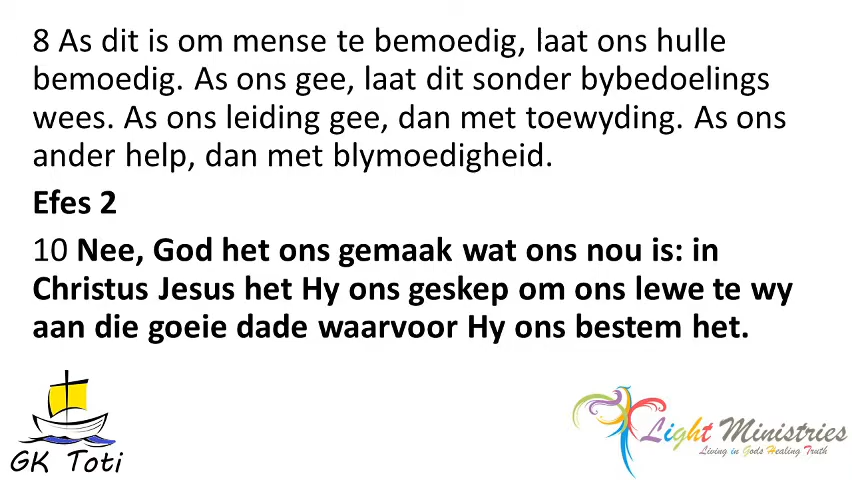 8 As dit is om mense te bemoedig, laat ons hulle
bemoedig. As ons gee, laat dit sonder bybedoelings
wees. As ons leiding gee, dan met toewyding. As ons
ander help, dan met blymoedigheid.
Efes 2
10 Nee, God het ons gemaak wat ons nou is: in
Christus Jesus het Hy ons geskep om ons lewe te wy
aan die goeie dade waarvoor Hy ons bestem het.
GK Toti
Light Ministries
Living in Gods Healing Truth